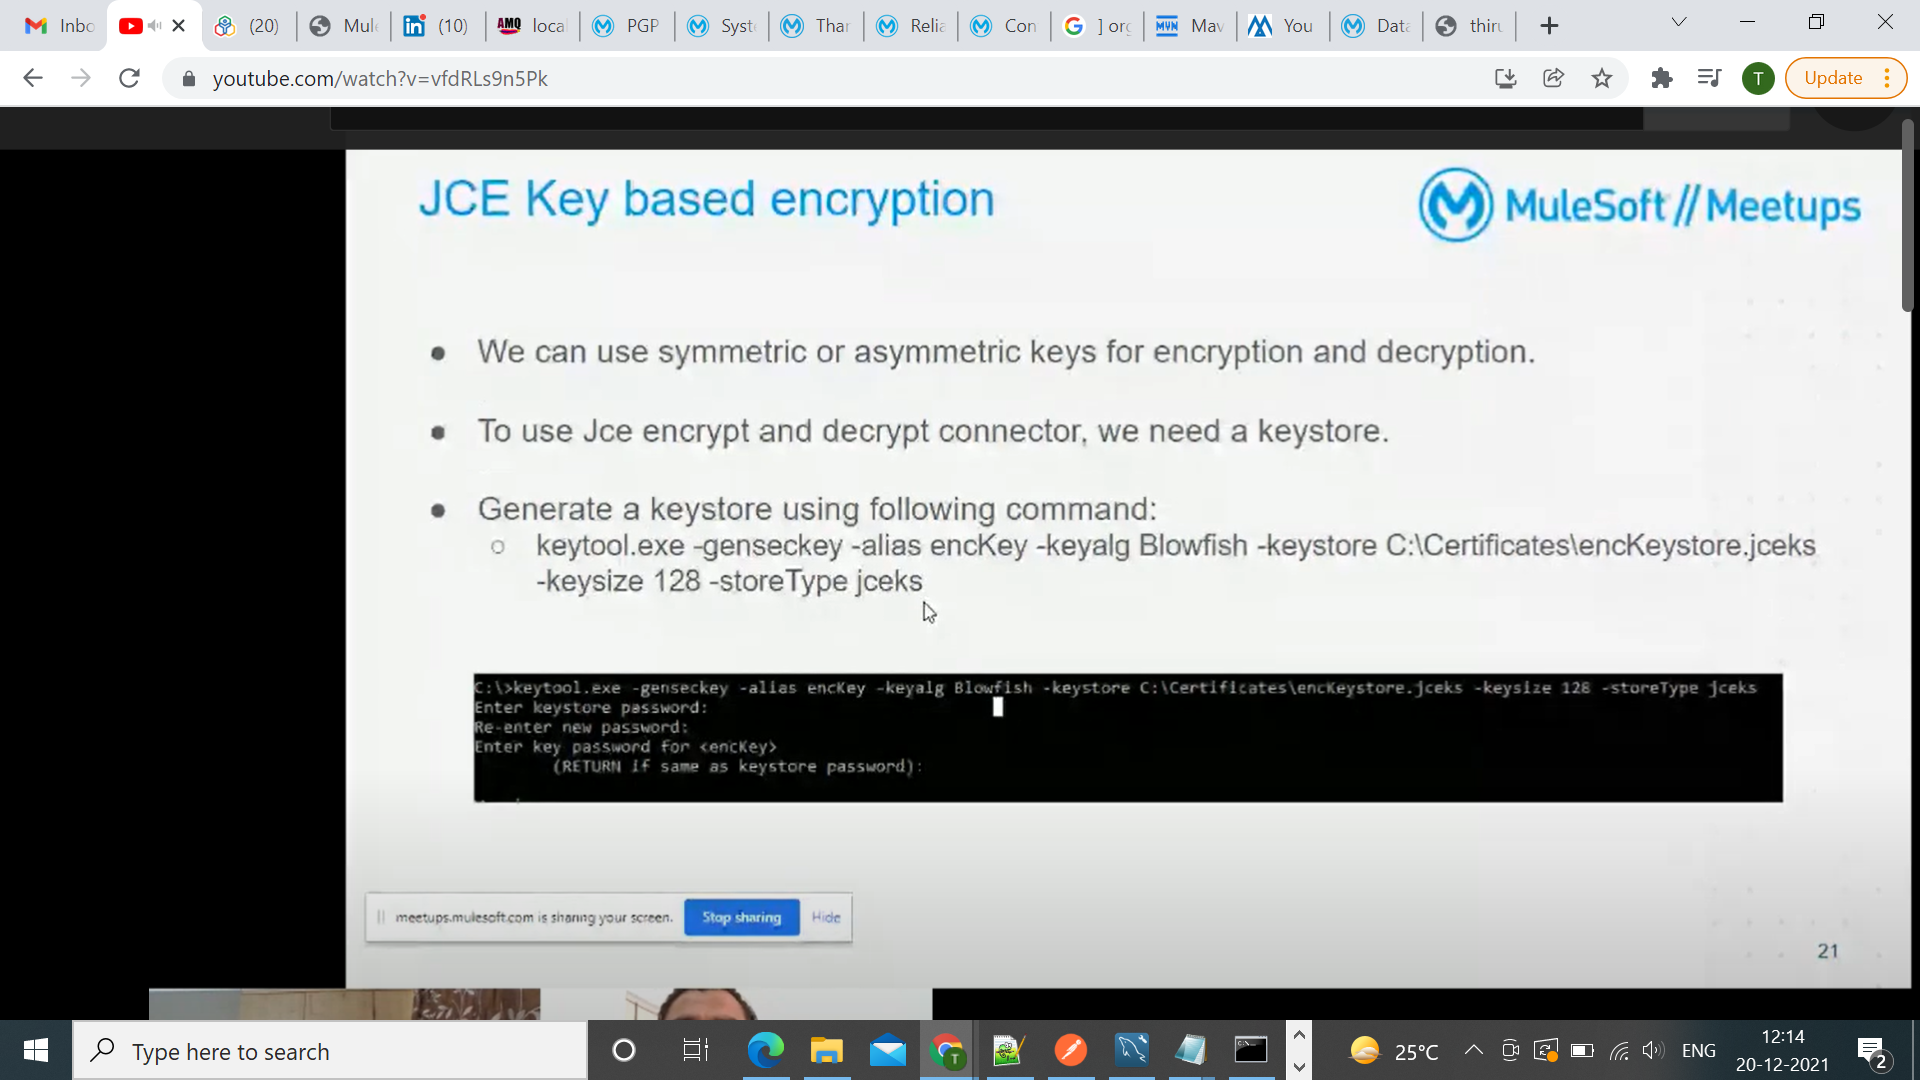 Inbo
(20)
Mule
(10)
AMQ
loca
PGP
Syst
Thar
Relia
Con
] org
MVN
Mav
You
Data
thiru
youtube.com/watch?v=vfdRLs9n5Pk
T
Update
JCE Key based encryption
MuleSoft // Meetups
We can use symmetric or asymmetric keys for encryption and decryption.
To use Jce encrypt and decrypt connector, we need a keystore.
Generate a keystore using following command:
keytool.exe -genseckey -alias encKey -keyalg Blowfish -keystore C:\Certificates\encKeystore.jceks
-keysize 128 -storeType jceks
C:\>keytool.exe -genseckey -alias encKey -keyalg Blowfish -keystore C:\Certificates\encKeystore.jceks -keysize 128 -storeType jceks
Enter keystore password:
Re-enter new password:
Enter key password for <encKey>
(RETURN if same as keystore password):
meetups.mulesoft.com is sharing your screen.
Stop sharing
Hide
21
Type here to search
T
25°C
ENG
12:14
20-12-2021
2